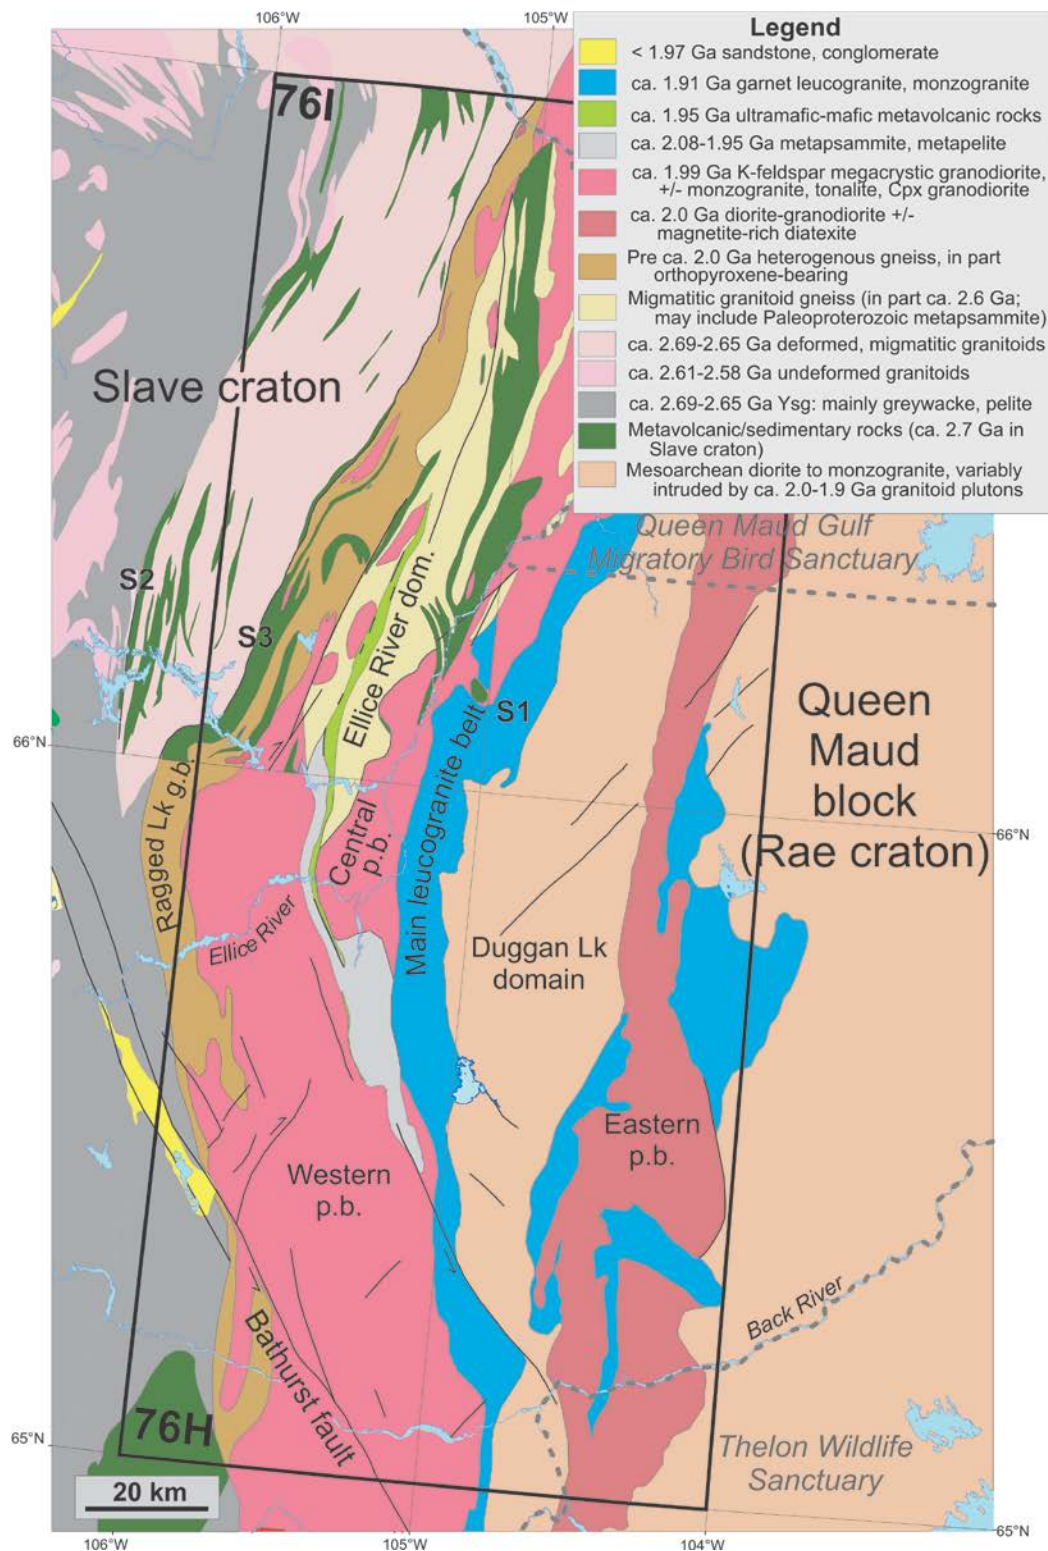 106°W
105°W
Legend
< 1.97 Ga sandstone, conglomerate
ca. 1.91 Ga garnet leucogranite, monzogranite
ca. 1.95 Ga ultramafic-mafic metavolcanic rocks
ca. 2.08-1.95 Ga metapsammite, metapelite
ca. 1.99 Ga K-feldspar megacrystic granodiorite,
+/- monzogranite, tonalite, Cpx granodiorite
ca. 2.0 Ga diorite-granodiorite +/-
magnetite-rich diatexite
Pre ca. 2.0 Ga heterogenous gneiss, in part
orthopyroxene-bearing
Migmatitic granitoid gneiss (in part ca. 2.6 Ga;
may include Paleoproterozoic metapsammite)
ca. 2.69-2.65 Ga deformed, migmatitic granitoids
ca. 2.61-2.58 Ga undeformed granitoids
ca. 2.69-2.65 Ga Ysg: mainly greywacke, pelite
Metavolcanic/sedimentary rocks (ca. 2.7 Ga in
Slave craton)
Mesoarchean diorite to monzogranite, variably
intruded by ca. 2.0-1.9 Ga granitoid plutons
76I
Slave craton
Queen Maud Gulf
Migratory Bird Sanctuary
S2
S3
Ellice River dom.
S1
Queen
Maud
block
(Rae craton)
66°N
66°N
Ragged Lk g.b.
Central
p.b.
Main leucogranite belt
Ellice River
Duggan Lk
domain
Western
p.b.
Eastern
p.b.
Back River
Bathurst fault
76H
Thelon Wildlife
Sanctuary
65°N
20 km
65°N
106°W
105°W
104°W